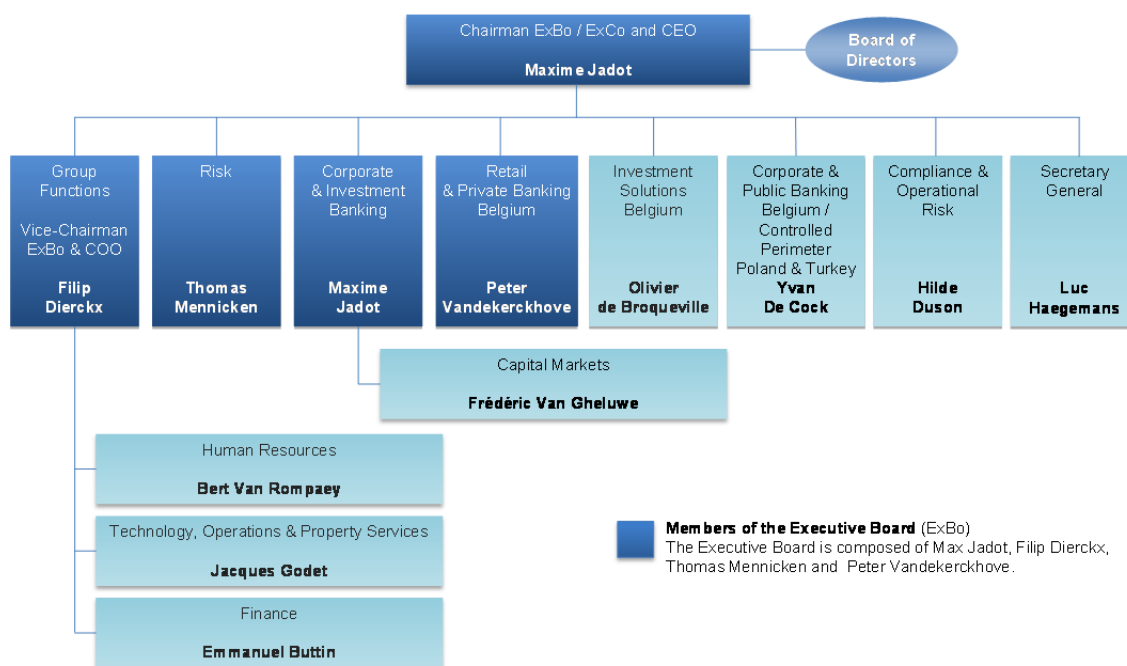 Chairman ExBo / ExCo and CEO
Maxime Jadot
Board of
Directors
Group
Functions
Vice-Chairman
ExBo & COO
Filip
Dierckx
Risk
Thomas
Mennicken
Corporate
& Investment
Banking
Maxime
Jadot
Retail
& Private Banking
Belgium
Peter
Vandekerckhove
Investment
Solutions
Belgium
Olivier
de Broqueville
Corporate &
Public Banking
Belgium /
Controlled
Perimeter
Poland & Turkey
Yvan
De Cock
Compliance &
Operational
Risk
Hilde
Duson
Secretary
General
Luc
Haegemans
Capital Markets
Frédéric Van Gheluwe
Human Resources
Bert Van Rompaey
Technology, Operations & Property Services
Jacques Godet
Finance
Emmanuel Buttin
Members of the Executive Board (ExBo)
The Executive Board is composed of Max Jadot, Filip Dierckx,
Thomas Mennicken and Peter Vandekerckhove.